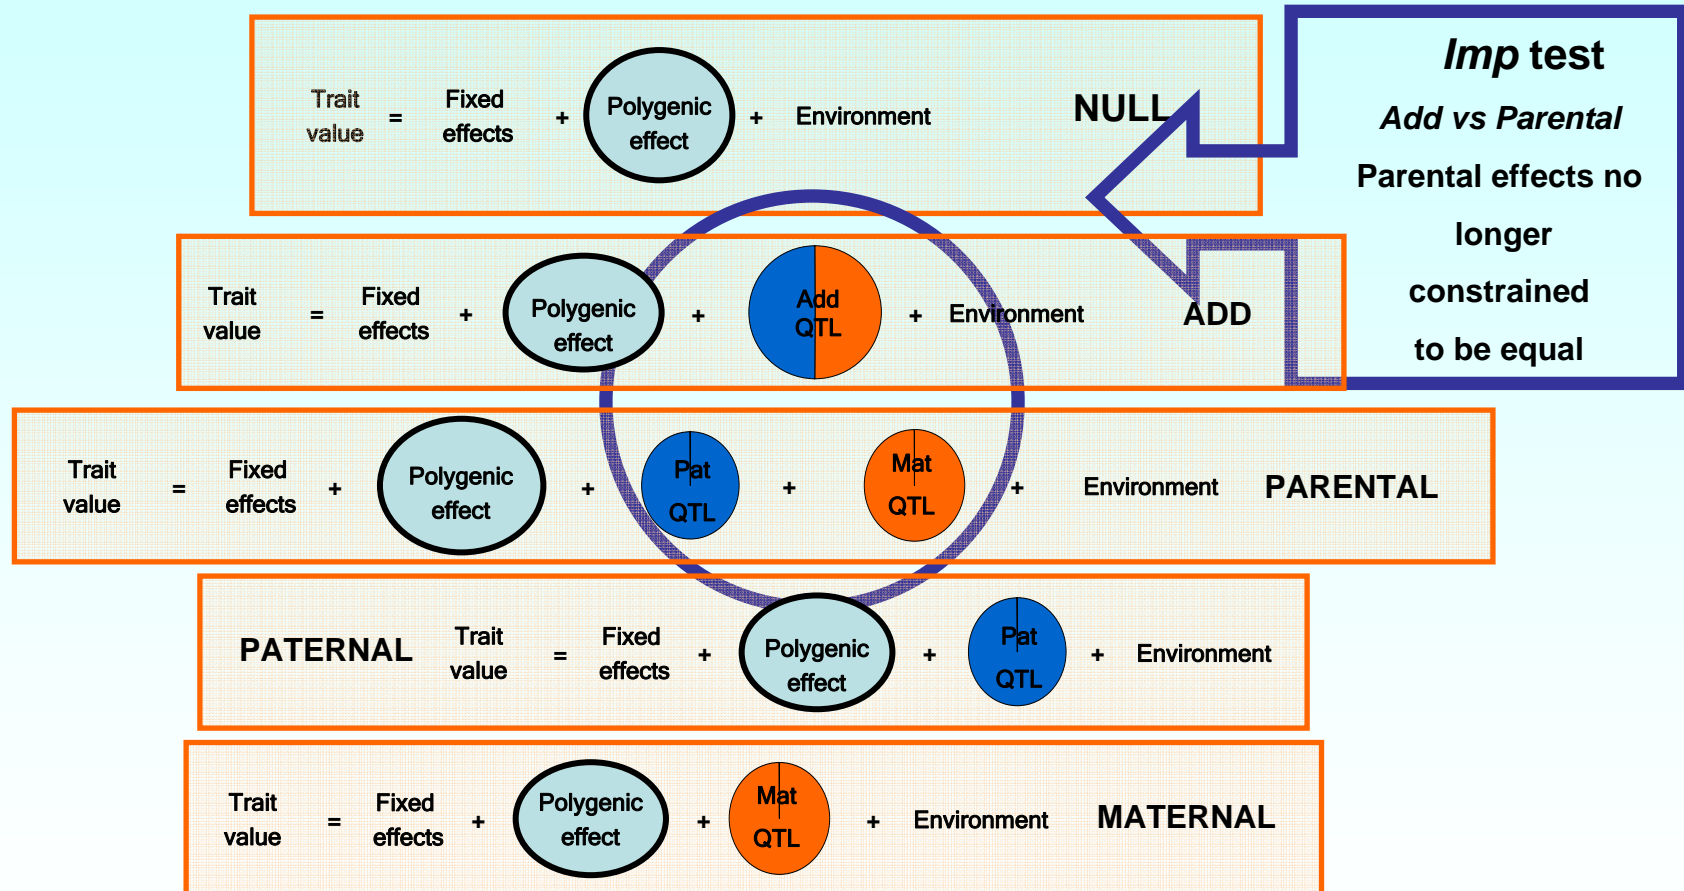 Trait value = Fixed effects + Polygenic effect + Environment NULL
Imp test
Add vs Parental
Parental effects no
longer
constrained
to be equal
Trait value = Fixed effects + Polygenic effect + Add QTL + Environment ADD
Trait value = Fixed effects + Polygenic effect + Pat QTL + Mat QTL + Environment PARENTAL
PATERNAL Trait value = Fixed effects + Polygenic effect + Pat QTL + Environment
Trait value = Fixed effects + Polygenic effect + Mat QTL + Environment MATERNAL